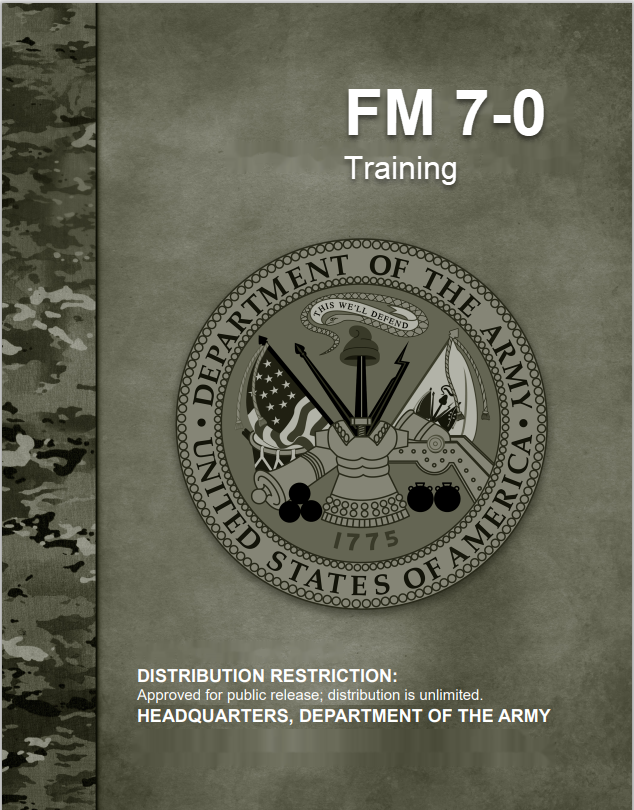 FM 7-0
Training
DEPARTMENT OF THE ARMY
THIS WE'LL DEFEND
1775
UNITED STATES OF AMERICA
DISTRIBUTION RESTRICTION:
Approved for public release; distribution is unlimited.
HEADQUARTERS, DEPARTMENT OF THE ARMY